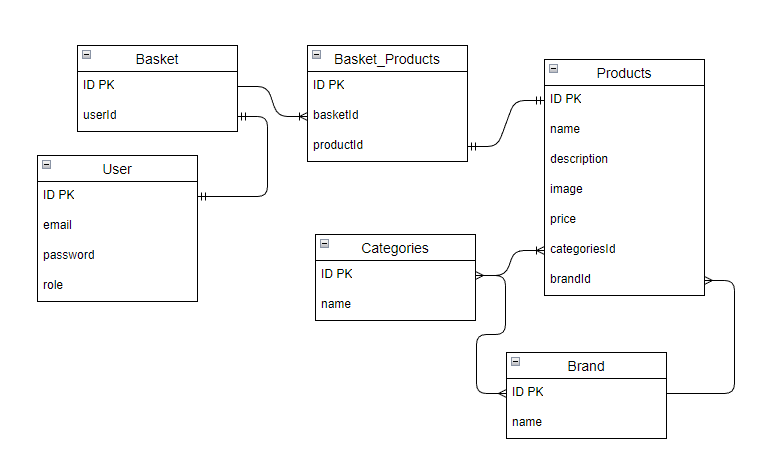 Basket
ID PK
userId
Basket_Products
ID PK
basketId
productId
Products
ID PK
name
description
image
price
categoriesId
brandId
User
ID PK
email
password
role
Categories
ID PK
name
Brand
ID PK
name